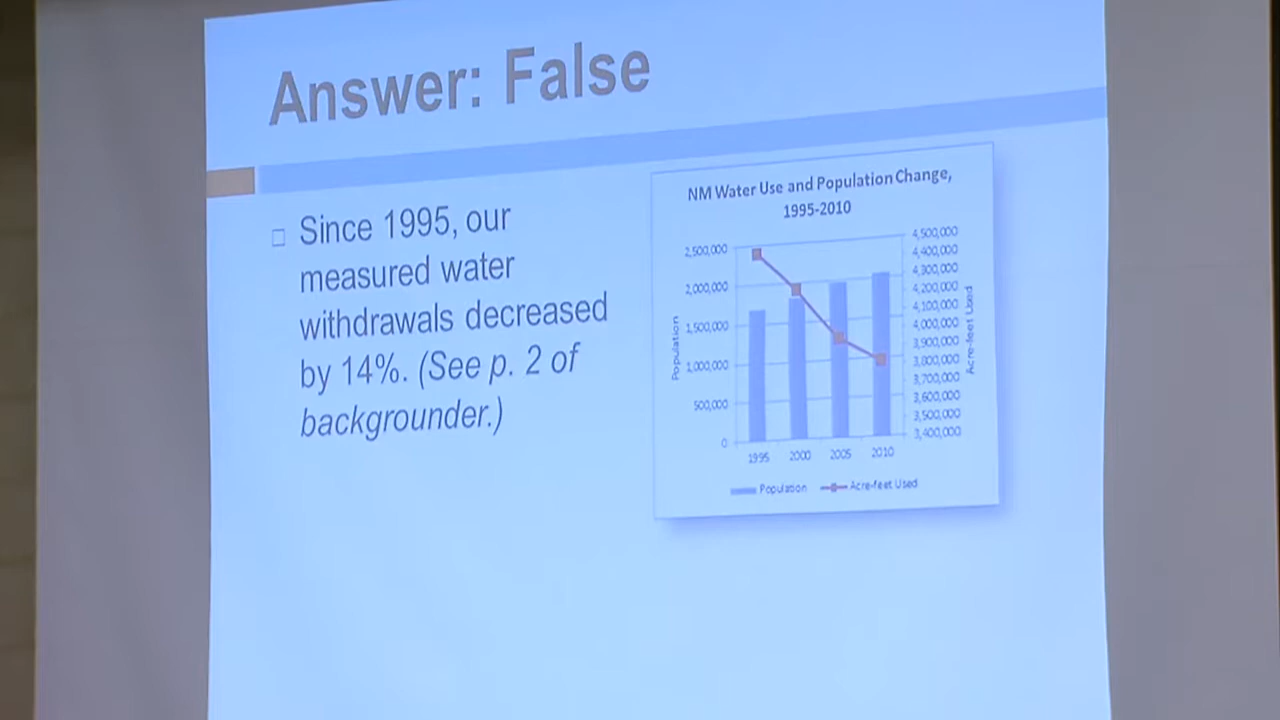 Answer: False
Since 1995, our
measured water
withdrawals decreased
by 14%. (See p. 2 of
backgrounder.)
NM Water Use and Population Change,
1995-2010
Population
2,500,000
2,000,000
1,500,000
1,000,000
500,000
0
4,500,000
4,400,000
4,300,000
4,200,000
4,100,000
4,000,000
3,900,000
3,800,000
3,700,000
3,600,000
3,500,000
3,400,000
Acre-feet Used
1995 2000 2005 2010
Population Acre-feet Used